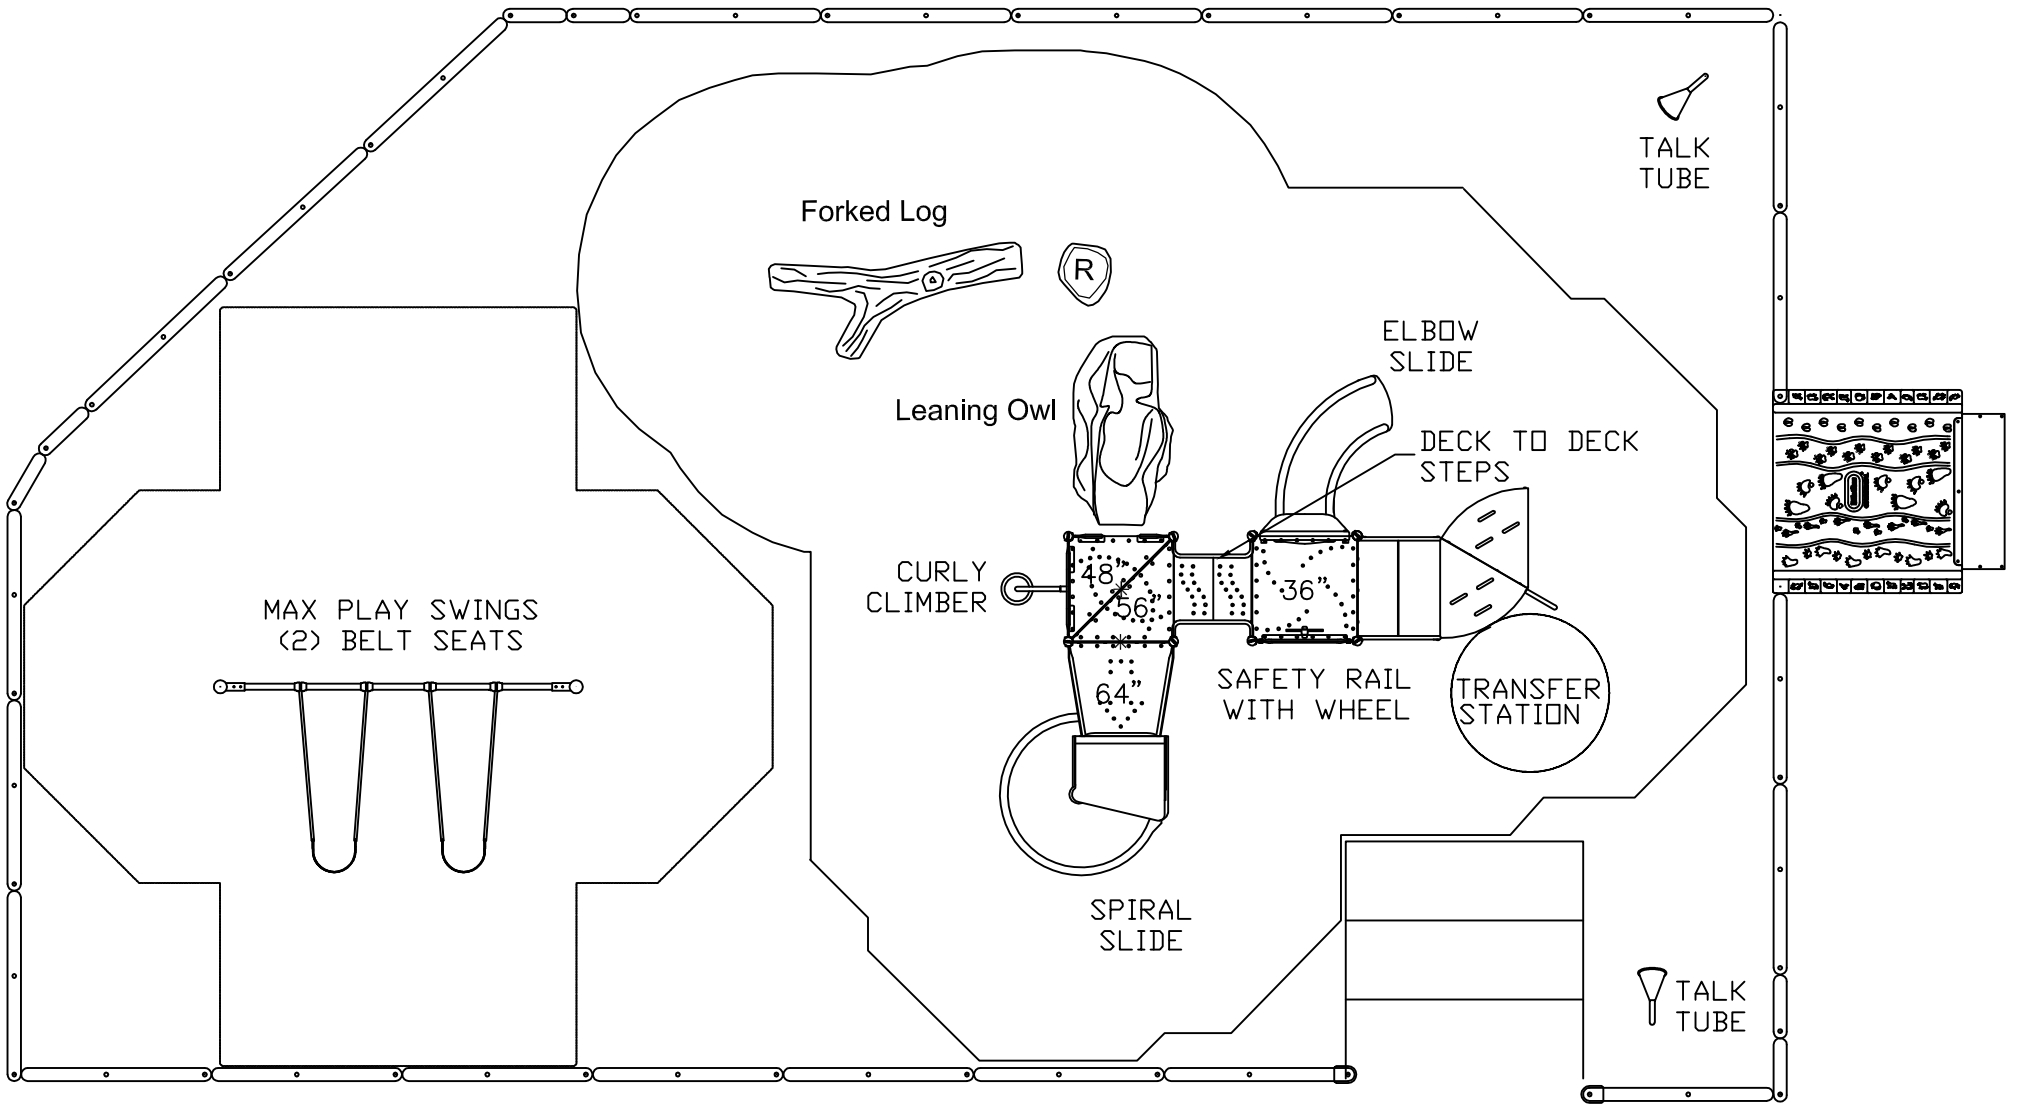 TALK
TUBE
Forked Log
R
ELBOW
SLIDE
Leaning Owl
DECK TO DECK
STEPS
CURLY
CLIMBER
48"
56"
36"
MAX PLAY SWINGS
(2) BELT SEATS
64"
SAFETY RAIL
WITH WHEEL
TRANSFER
STATION
SPIRAL
SLIDE
TALK
TUBE